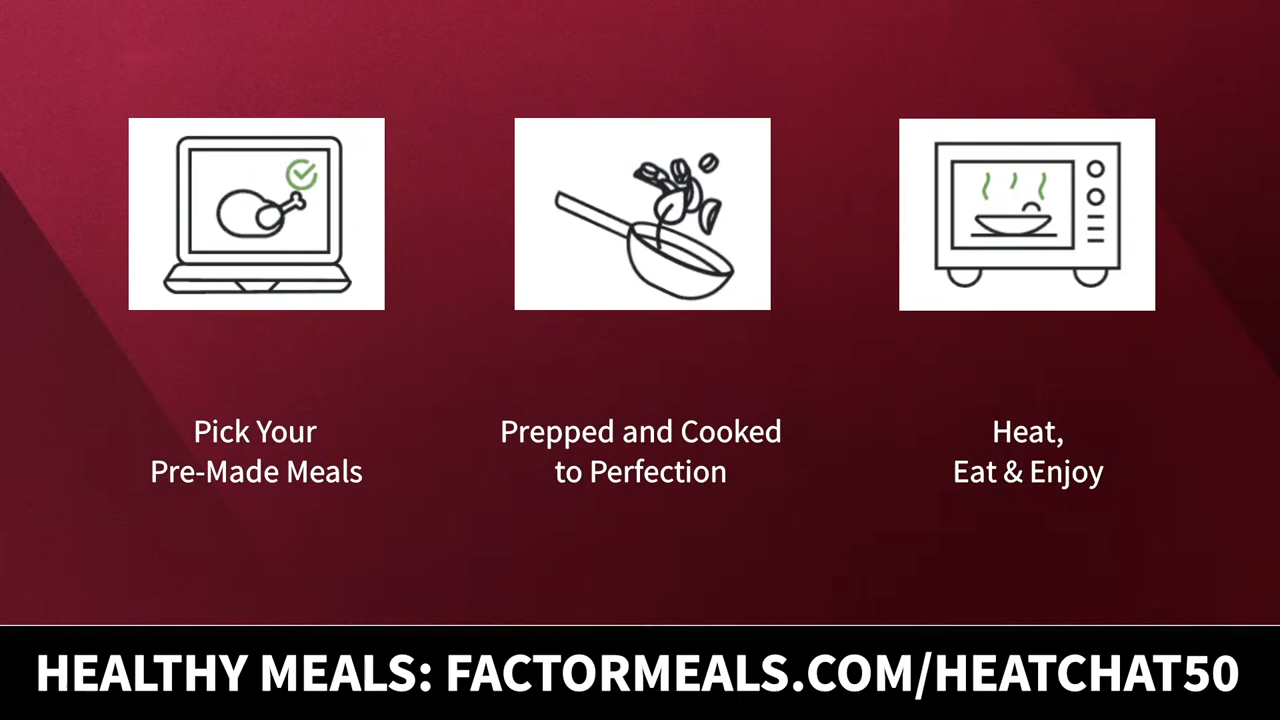 Pick Your
Pre-Made Meals
Prepped and Cooked
to Perfection
Heat,
Eat & Enjoy
HEALTHY MEALS: FACTORMEALS.COM/HEATCHAT50